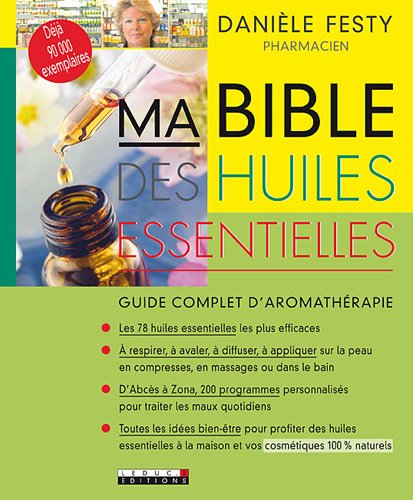 DANIÈLE FESTY
PHARMACIEN
Déjà
90 000
exemplaires
MA BIBLE
DES HUILES
ESSENTIELLES
GUIDE COMPLET D'AROMATHÉRAPIE
Les 78 huiles essentielles les plus efficaces
À respirer, à avaler, à diffuser, à appliquer sur la peau
en compresses, en massages ou dans le bain
D'Abcès à Zona, 200 programmes personnalisés
pour traiter les maux quotidiens
Toutes les idées bien-être pour profiter des huiles
essentielles à la maison et vos cosmétiques 100 % naturels
LEDUC.S
EDITIONS